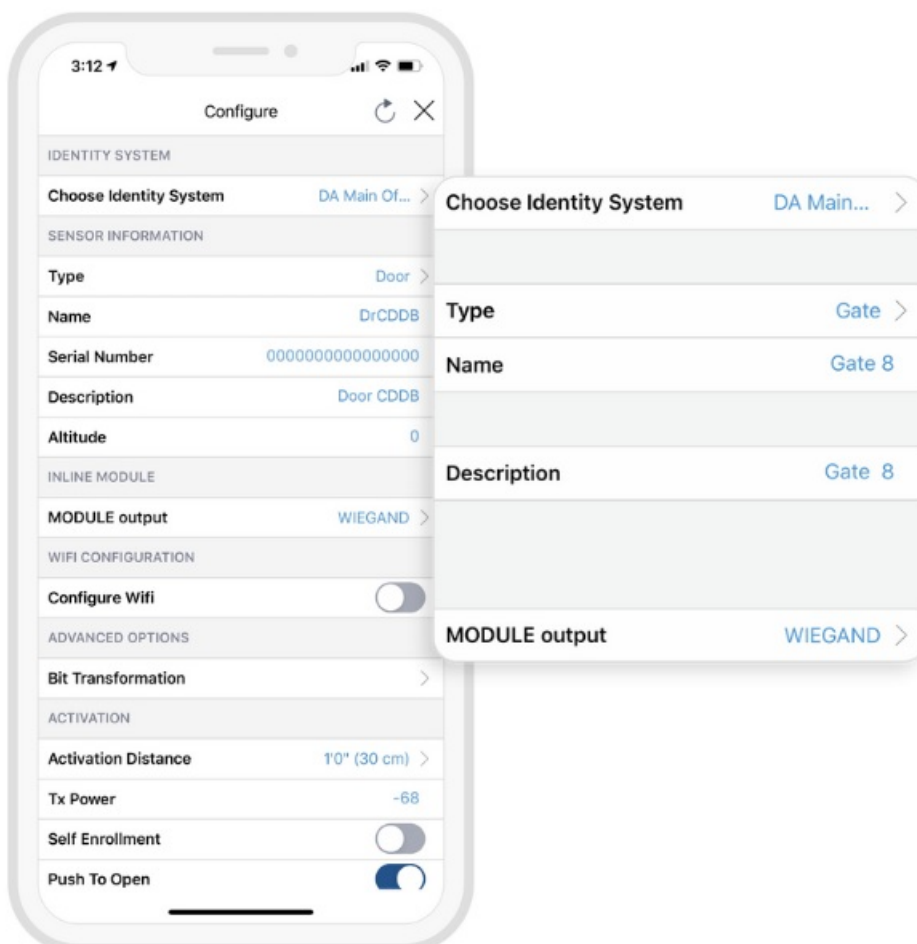 3:12
Configure
IDENTITY SYSTEM
Choose Identity System DA Main Of...
SENSOR INFORMATION
Type Door
Name DrCDDB
Serial Number 0000000000000000
Description Door CDDB
Altitude 0
INLINE MODULE
MODULE output WIEGAND
WIFI CONFIGURATION
Configure Wifi
ADVANCED OPTIONS
Bit Transformation
ACTIVATION
Activation Distance 1'0" (30 cm)
Tx Power -68
Self Enrollment
Push To Open
Choose Identity System DA Main...
Type Gate
Name Gate 8
Description Gate 8
MODULE output WIEGAND